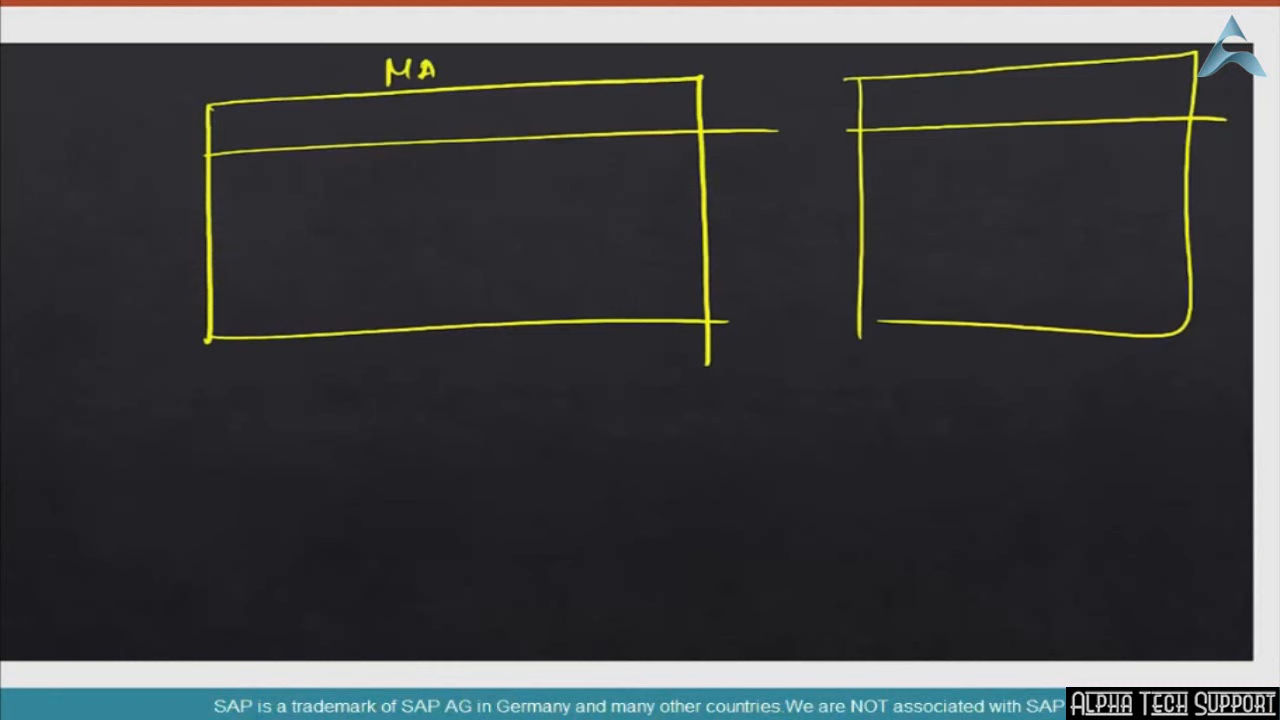 MA
SAP is a trademark of SAP AG in Germany and many other countries.We are NOT associated with SAP
ALPHA TECH SUPPORT